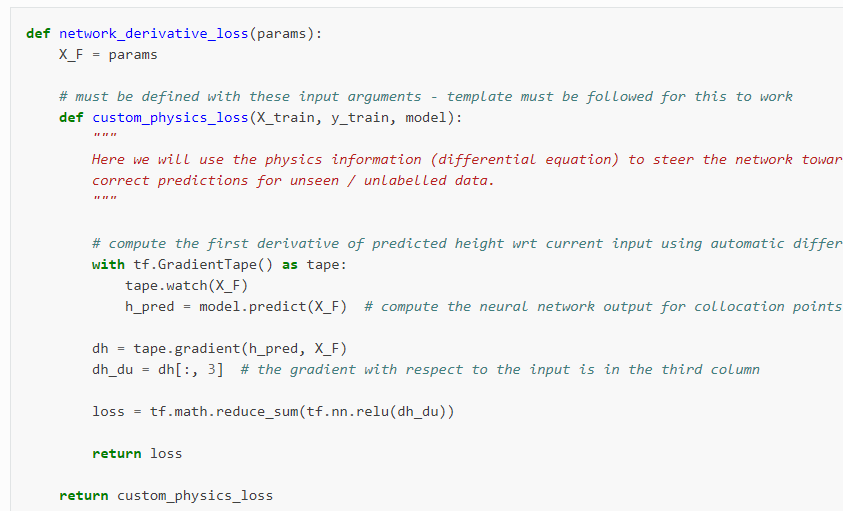 def network_derivative_loss(params):
    X_F = params
    # must be defined with these input arguments - template must be followed for this to work
    def custom_physics_loss(X_train, y_train, model):
        """
        Here we will use the physics information (differential equation) to steer the network towar
        correct predictions for unseen / unlabelled data.
        """
        # compute the first derivative of predicted height wrt current input using automatic differ
        with tf.GradientTape() as tape:
            tape.watch(X_F)
            h_pred = model.predict(X_F)  # compute the neural network output for collocation points
        dh = tape.gradient(h_pred, X_F)
        dh_du = dh[:, 3]  # the gradient with respect to the input is in the third column
        loss = tf.math.reduce_sum(tf.nn.relu(dh_du))
        return loss
    return custom_physics_loss